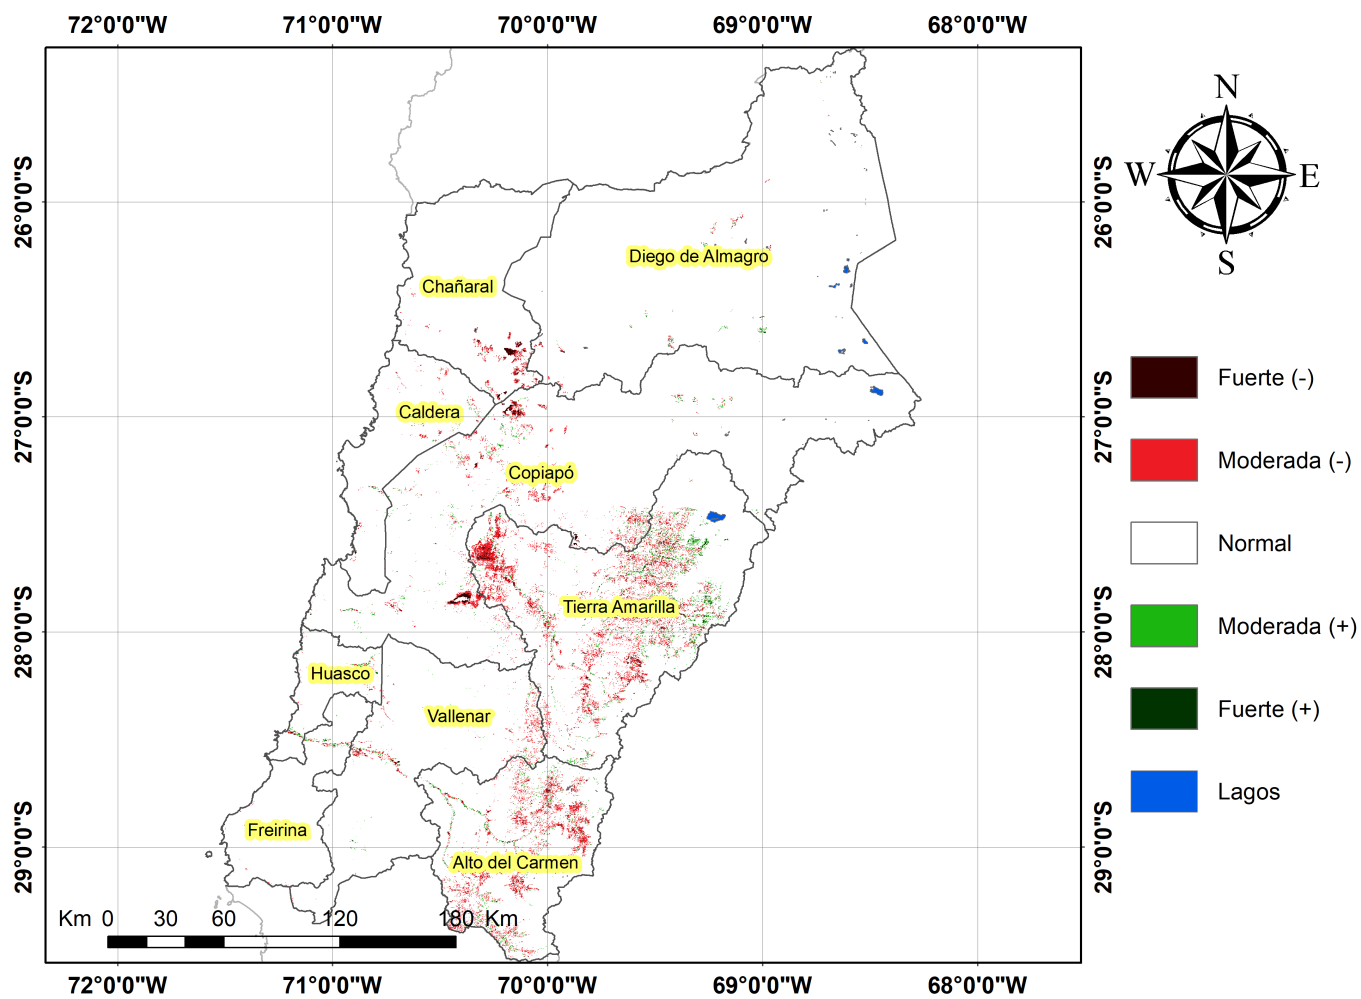 72°0'0"W 71°0'0"W 70°0'0"W 69°0'0"W 68°0'0"W
26°0'0"S
27°0'0"S
28°0'0"S
29°0'0"S
Diego de Almagro
Chañaral
Caldera
Copiapó
Tierra Amarilla
Huasco
Vallenar
Freirina
Alto del Carmen
Km 0 30 60 120 180 Km
26°0'0"S
27°0'0"S
28°0'0"S
29°0'0"S
72°0'0"W 71°0'0"W 70°0'0"W 69°0'0"W 68°0'0"W
N
W E
S
Fuerte (-)
Moderada (-)
Normal
Moderada (+)
Fuerte (+)
Lagos